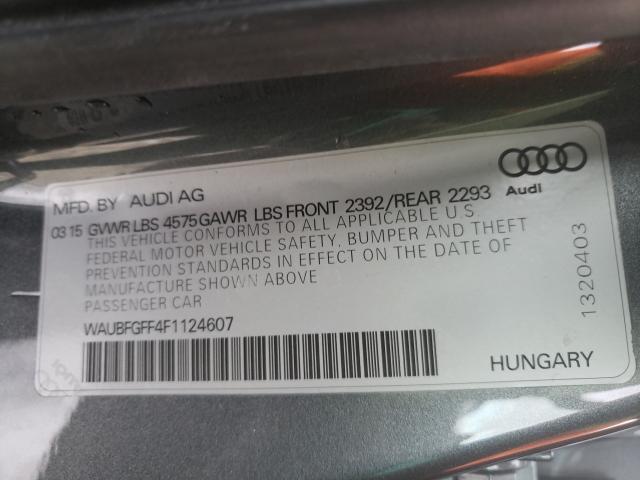 MFD. BY AUDI AG
Audi
03 15 GVWR LBS 4575 GAWR LBS FRONT 2392/REAR 2293
THIS VEHICLE CONFORMS TO ALL APPLICABLE U.S.
FEDERAL MOTOR VEHICLE SAFETY, BUMPER AND THEFT
PREVENTION STANDARDS IN EFFECT ON THE DATE OF
MANUFACTURE SHOWN ABOVE
PASSENGER CAR
WAUBFGFF4F1124607
1320403
HUNGARY